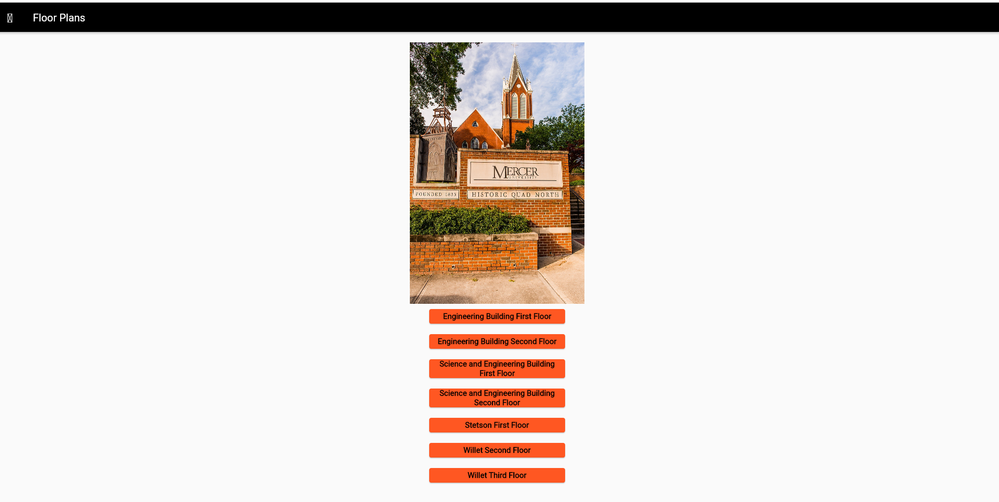 Floor Plans
MERCER
UNIVERSITY
FOUNDED 1833
HISTORIC QUAD NORTH
Engineering Building First Floor
Engineering Building Second Floor
Science and Engineering Building
First Floor
Science and Engineering Building
Second Floor
Stetson First Floor
Willet Second Floor
Willet Third Floor